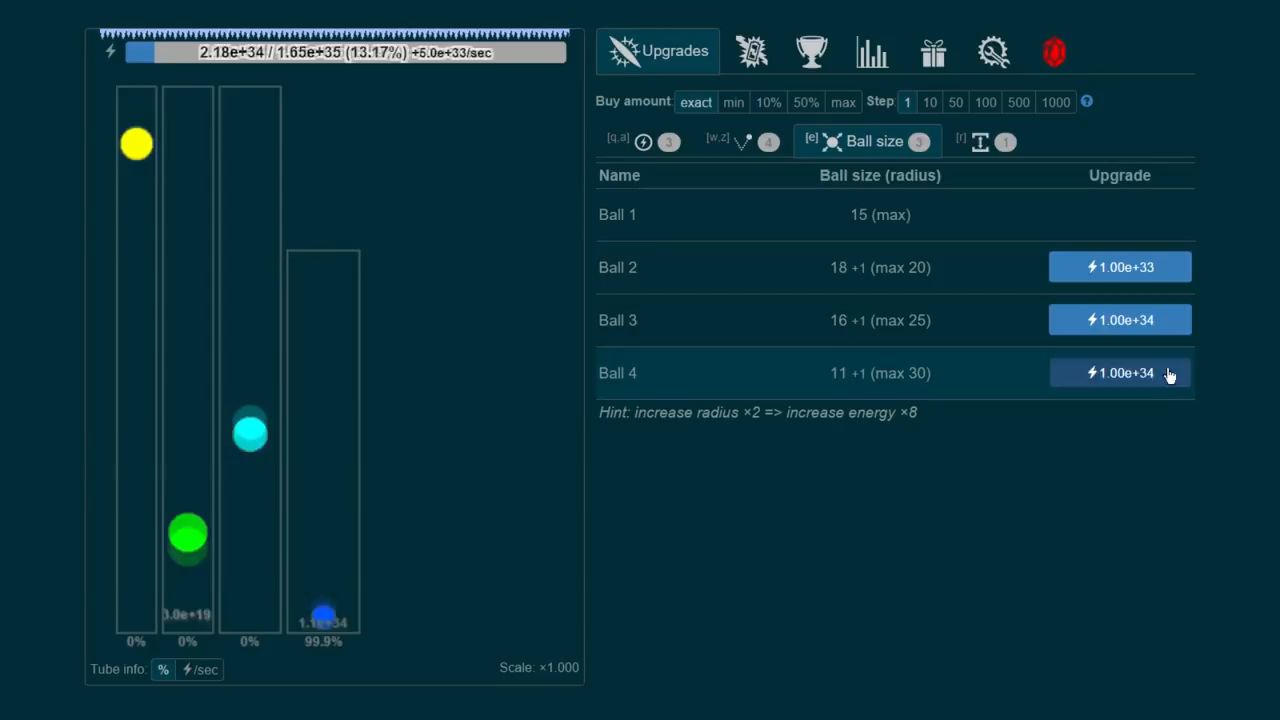 2.18e+34 / 1.65e+35 (13.17%) +5.0e+33/sec
Upgrades
Buy amount: exact min 10% 50% max Step: 1 10 50 100 500 1000 ?
[q,a] 3 [w,z] 4 [e] Ball size 3 [r] 1
Name Ball size (radius) Upgrade
Ball 1 15 (max)
Ball 2 18 +1 (max 20) 1.00e+33
Ball 3 16 +1 (max 25) 1.00e+34
Ball 4 11 +1 (max 30) 1.00e+34
Hint: increase radius ×2 => increase energy ×8
3.0e+19
0% 0% 0% 99.9%
Tube info: % /sec Scale: ×1.000